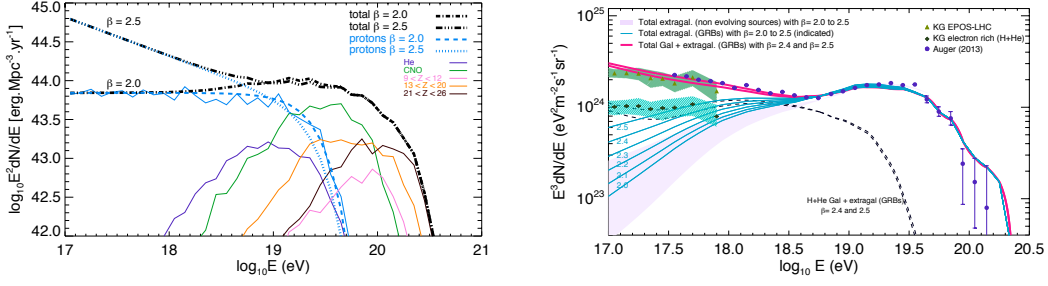 45.0
44.5
44.0
43.5
43.0
42.5
42.0
log10E2dN/dE [erg.Mpc-3.yr-1]
β = 2.5
β = 2.0
total β = 2.0
total β = 2.5
protons β = 2.0
protons β = 2.5
He
CNO
9 < Z < 12
13 < Z < 20
21 < Z < 26
17 18 19 20 21
log10E (eV)
Total extragal. (non evolving sources) with β= 2.0 to 2.5
Total extragal. (GRBs) with β= 2.0 to 2.5 (indicated)
Total Gal + extragal. (GRBs) with β= 2.4 and β= 2.5
KG EPOS-LHC
KG electron rich (H+He)
Auger (2013)
E3dN/dE (eV2m-2s-1sr-1)
1024
1023
2.5
2.4
2.3
2.2
2.1
2.0
H+He Gal + extragal (GRBs)
β= 2.4 and 2.5
17.0 17.5 18.0 18.5 19.0 19.5 20.0 20.5
log10 E (eV)